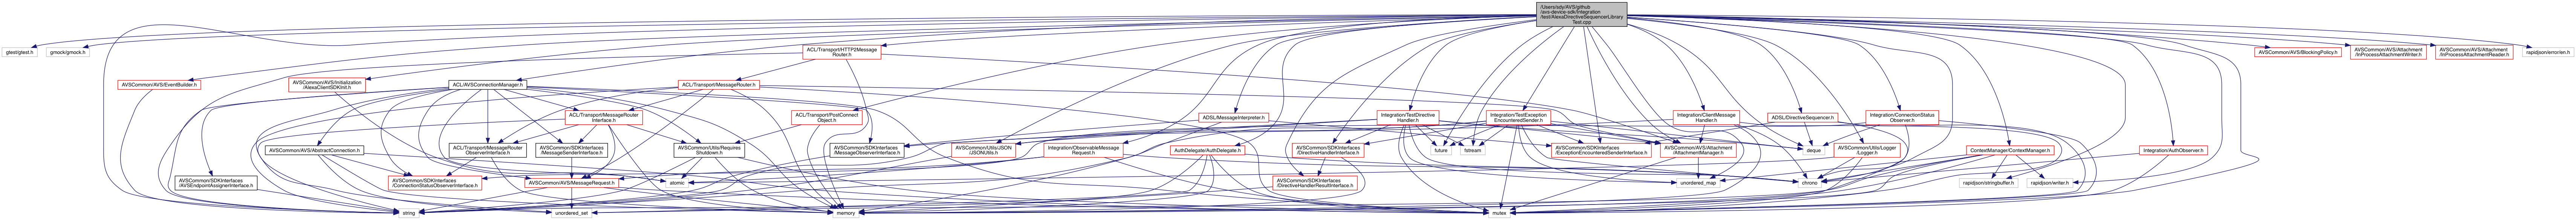 /Users/sdy/AVS/github
/avs-device-sdk/Integration
/test/AlexaDirectiveSequencerLibrary
Test.cpp
gtest/gtest.h
gmock/gmock.h
ACL/Transport/HTTP2Message
Router.h
AVSCommon/AVS/BlockingPolicy.h
AVSCommon/AVS/Attachment
/InProcessAttachmentWriter.h
AVSCommon/AVS/Attachment
/InProcessAttachmentReader.h
rapidjson/error/en.h
AVSCommon/AVS/EventBuilder.h
AVSCommon/AVS/Initialization
/AlexaClientSDKInit.h
ACL/AVSConnectionManager.h
ACL/Transport/MessageRouter.h
ACL/Transport/MessageRouter
Interface.h
ACL/Transport/PostConnect
Object.h
ADSL/MessageInterpreter.h
Integration/TestDirective
Handler.h
Integration/TestException
EncounteredSender.h
Integration/ClientMessage
Handler.h
ADSL/DirectiveSequencer.h
Integration/ConnectionStatus
Observer.h
AVSCommon/AVS/AbstractConnection.h
ACL/Transport/MessageRouter
ObserverInterface.h
AVSCommon/SDKInterfaces
/MessageSenderInterface.h
AVSCommon/Utils/Requires
Shutdown.h
AVSCommon/SDKInterfaces
/MessageObserverInterface.h
AVSCommon/Utils/JSON
/JSONUtils.h
Integration/ObservableMessage
Request.h
AuthDelegate/AuthDelegate.h
AVSCommon/SDKInterfaces
/DirectiveHandlerInterface.h
future
fstream
AVSCommon/SDKInterfaces
/ExceptionEncounteredSenderInterface.h
AVSCommon/AVS/Attachment
/AttachmentManager.h
deque
AVSCommon/Utils/Logger
/Logger.h
ContextManager/ContextManager.h
Integration/AuthObserver.h
AVSCommon/SDKInterfaces
/AVSEndpointAssignerInterface.h
AVSCommon/SDKInterfaces
/ConnectionStatusObserverInterface.h
AVSCommon/AVS/MessageRequest.h
atomic
AVSCommon/SDKInterfaces
/DirectiveHandlerResultInterface.h
unordered_map
chrono
rapidjson/stringbuffer.h
rapidjson/writer.h
string
unordered_set
memory
mutex